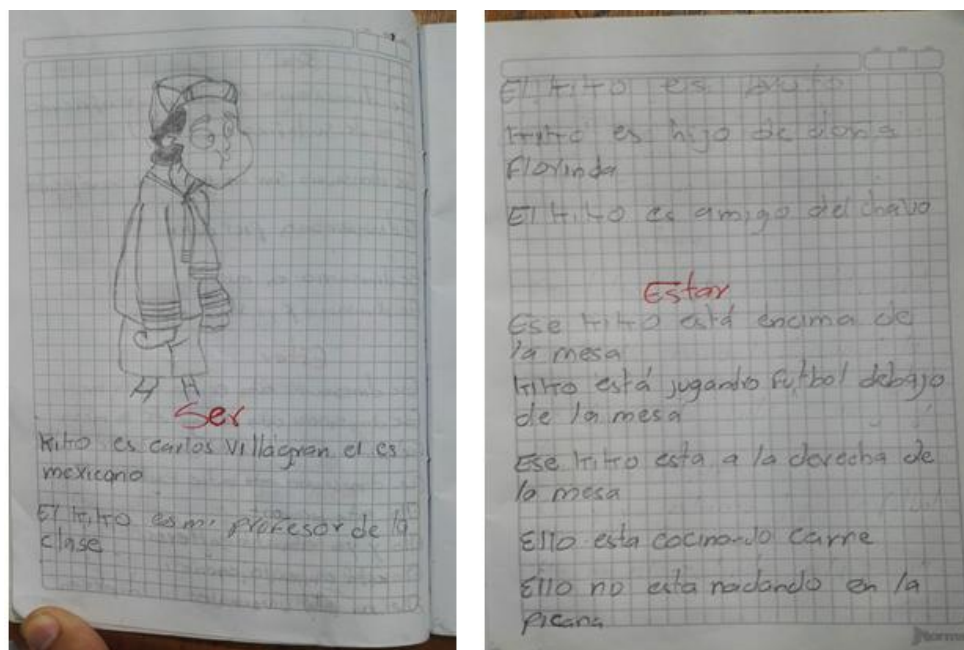 Ser
Kiko es carlos villagran el es
mexicano
El kiko es mi profesor de la
clase
El kiko es bruto
kiko es hijo de doña
Florinda
El kiko es amigo del chavo
Estar
Ese kiko está encima de
la mesa
kiko está jugando futbol debajo
de la mesa
Ese kiko esta a la derecha de
la mesa
Ello esta cocinando carne
Ello no esta nadando en la
picana
Norma